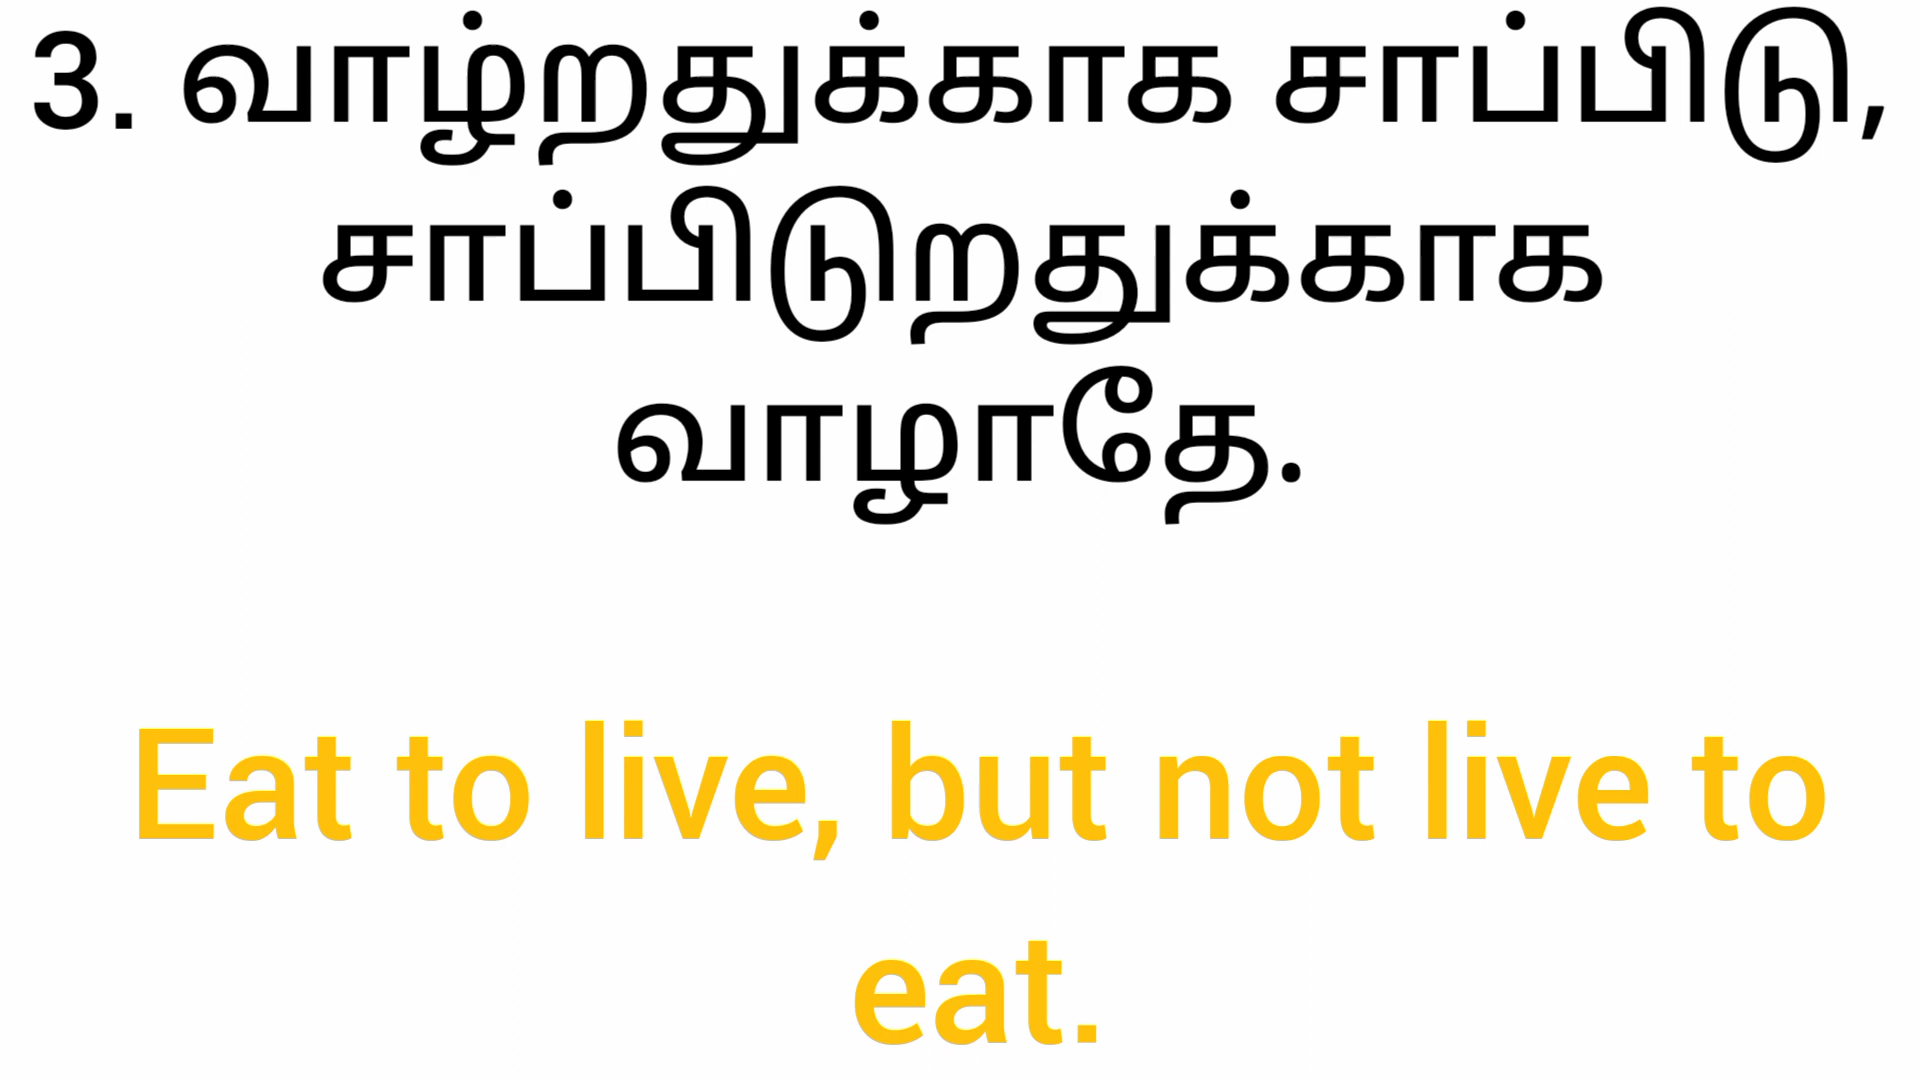 3. வாழ்றதுக்காக சாப்பிடு,
சாப்பிடுறதுக்காக
வாழாதே.
Eat to live, but not live to
eat.